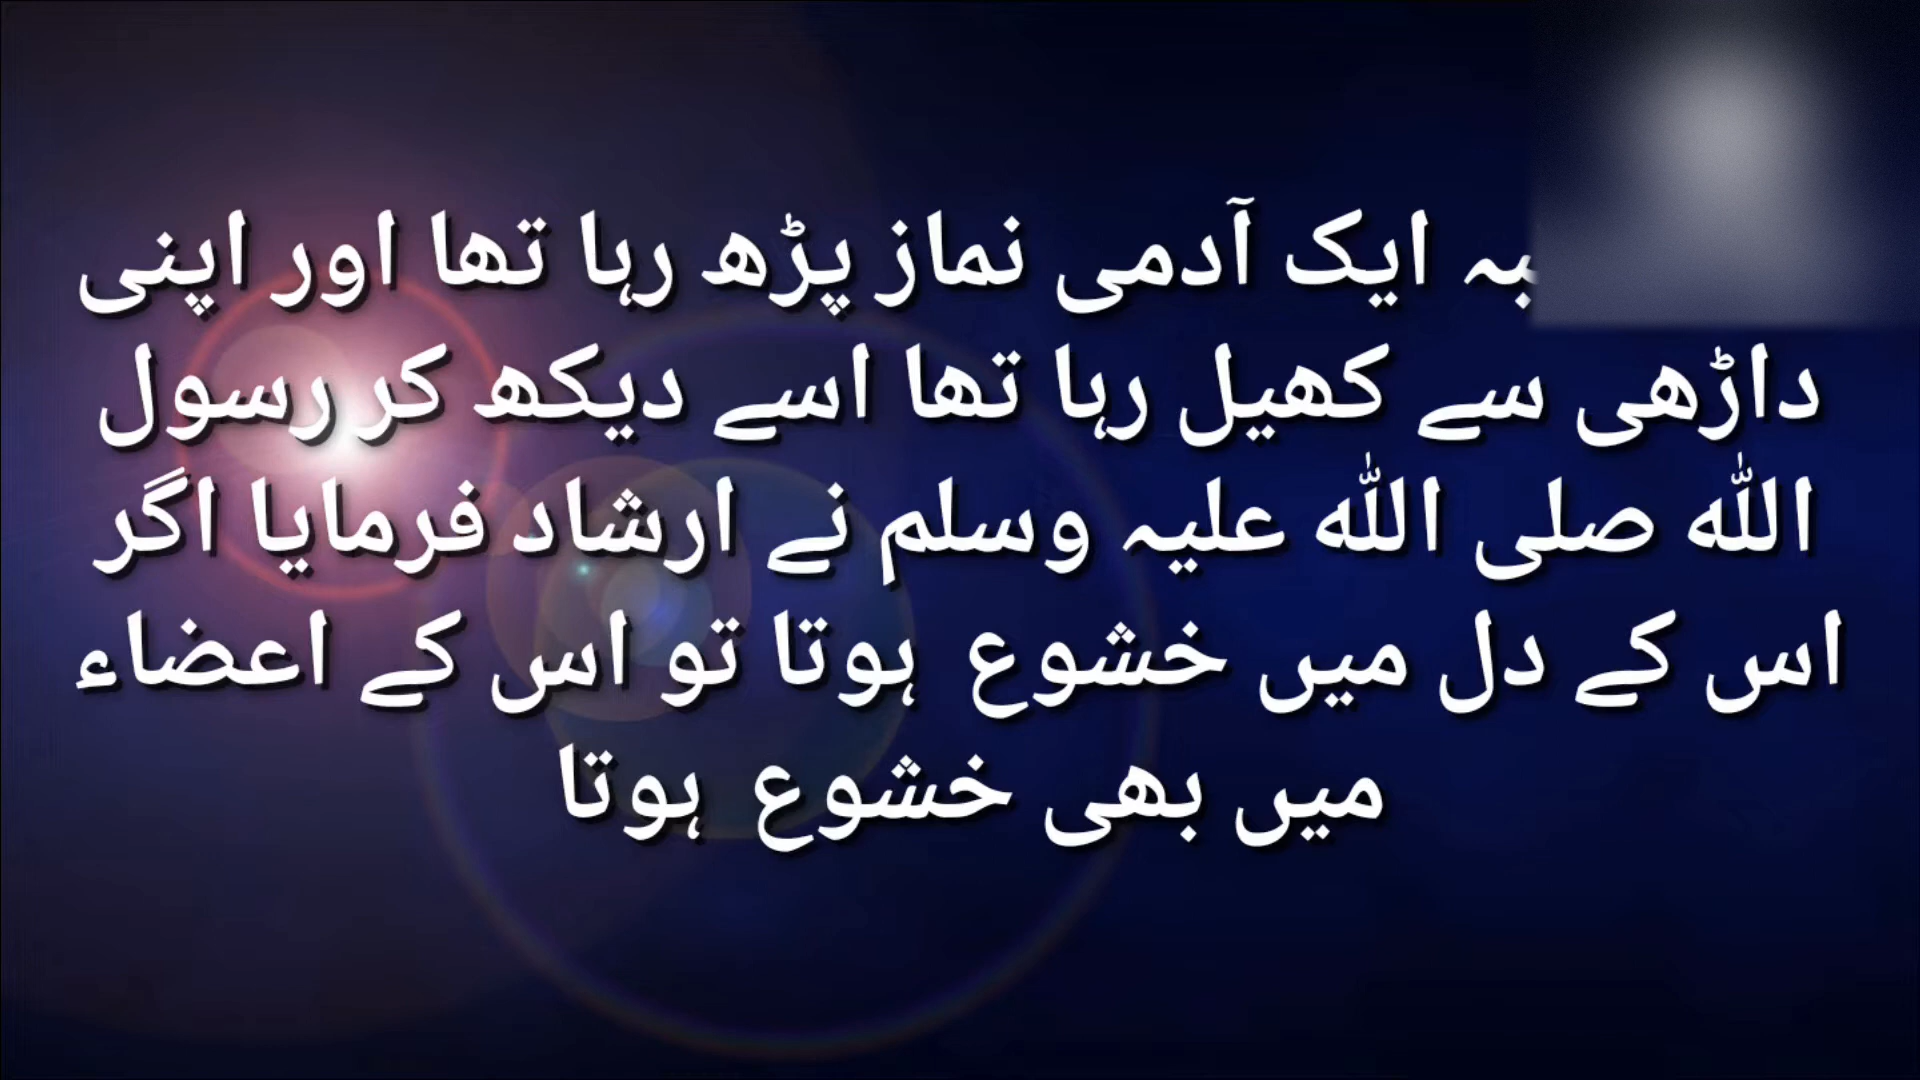 ایک آدمی نماز پڑھ رہا تھا اور اپنی
داڑھی سے کھیل رہا تھا اسے دیکھ کر رسول
اللہ صلی اللہ علیہ وسلم نے ارشاد فرمایا اگر
اس کے دل میں خشوع ہوتا تو اس کے اعضاء
میں بھی خشوع ہوتا